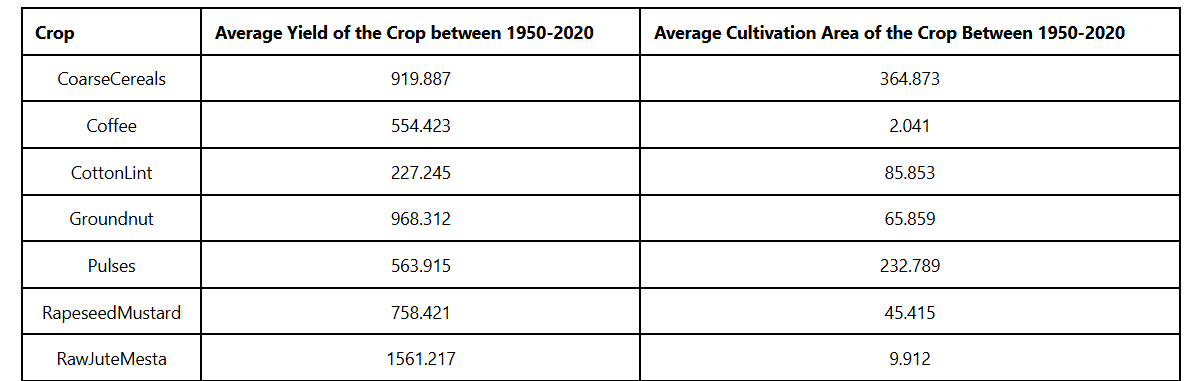 Crop Average Yield of the Crop between 1950-2020 Average Cultivation Area of the Crop Between 1950-2020
CoarseCereals 919.887 364.873
Coffee 554.423 2.041
CottonLint 227.245 85.853
Groundnut 968.312 65.859
Pulses 563.915 232.789
RapeseedMustard 758.421 45.415
RawJuteMesta 1561.217 9.912